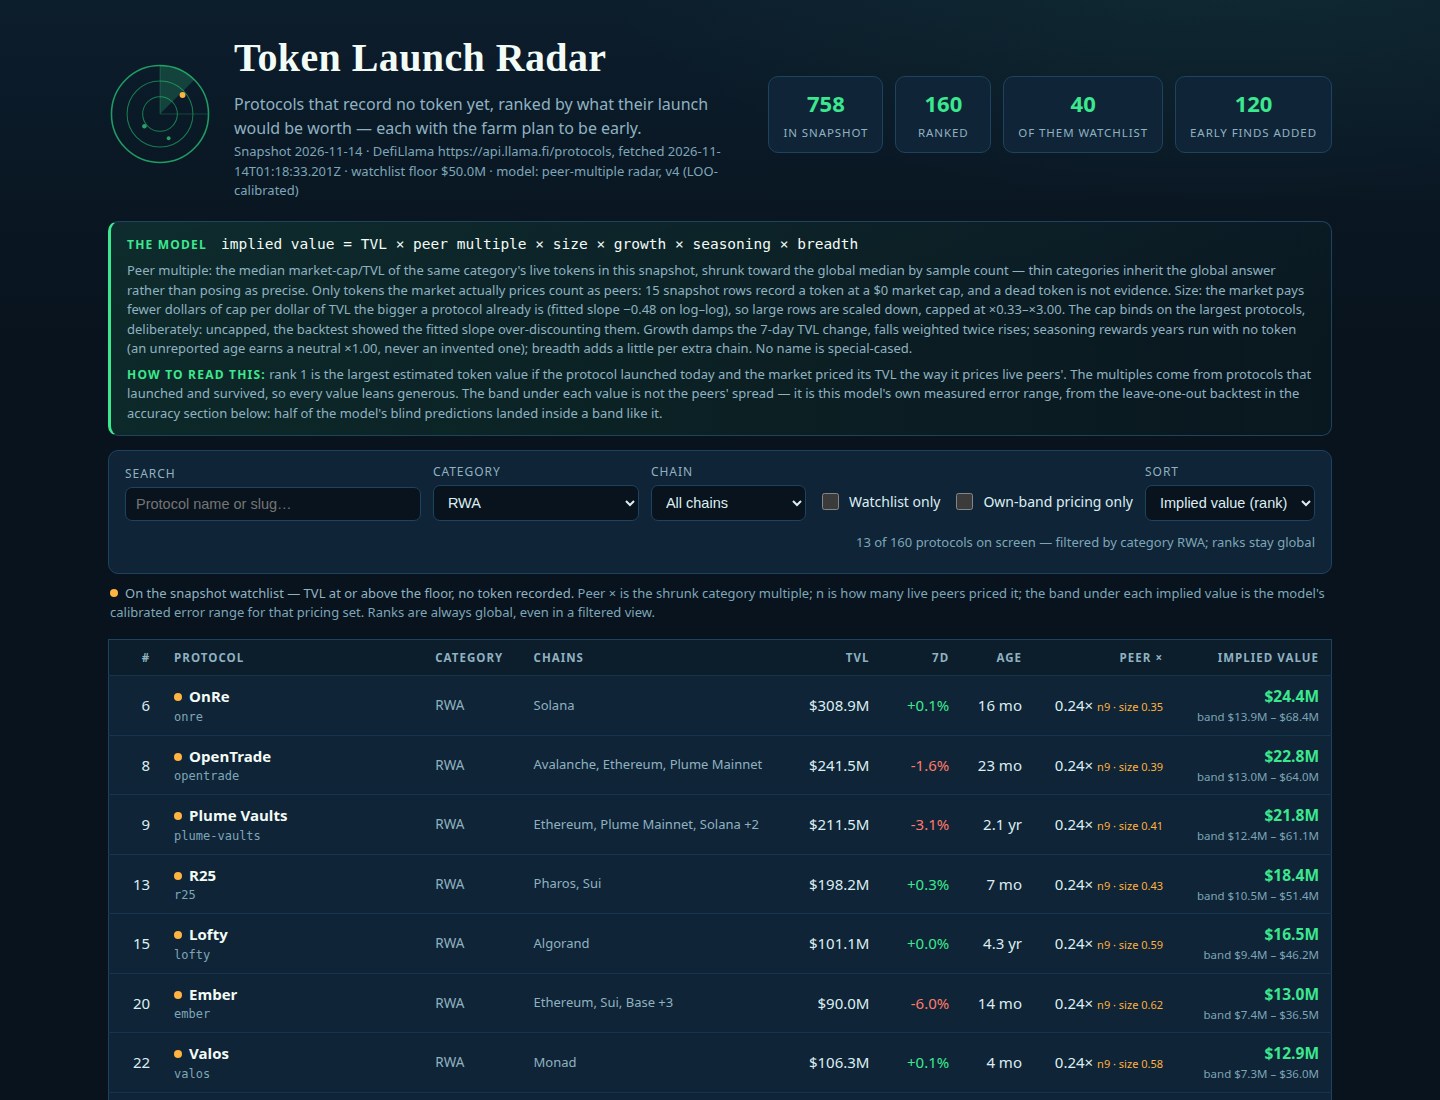 Token Launch Radar
Protocols that record no token yet, ranked by what their launch
would be worth — each with the farm plan to be early.
Snapshot 2026-11-14 · DefiLlama https://api.llama.fi/protocols, fetched 2026-11-
14T01:18:33.201Z · watchlist floor $50.0M · model: peer-multiple radar, v4 (LOO-
calibrated)
758
IN SNAPSHOT
160
RANKED
40
OF THEM WATCHLIST
120
EARLY FINDS ADDED
THE MODEL implied value = TVL × peer multiple × size × growth × seasoning × breadth
Peer multiple: the median market-cap/TVL of the same category's live tokens in this snapshot, shrunk toward the global median by sample count — thin categories inherit the global answer
rather than posing as precise. Only tokens the market actually prices count as peers: 15 snapshot rows record a token at a $0 market cap, and a dead token is not evidence. Size: the market pays
fewer dollars of cap per dollar of TVL the bigger a protocol already is (fitted slope −0.48 on log–log), so large rows are scaled down, capped at ×0.33–×3.00. The cap binds on the largest protocols,
deliberately: uncapped, the backtest showed the fitted slope over-discounting them. Growth damps the 7-day TVL change, falls weighted twice rises; seasoning rewards years run with no token
(an unreported age earns a neutral ×1.00, never an invented one); breadth adds a little per extra chain. No name is special-cased.
HOW TO READ THIS: rank 1 is the largest estimated token value if the protocol launched today and the market priced its TVL the way it prices live peers'. The multiples come from protocols that
launched and survived, so every value leans generous. The band under each value is not the peers' spread — it is this model's own measured error range, from the leave-one-out backtest in the
accuracy section below: half of the model's blind predictions landed inside a band like it.
SEARCH
Protocol name or slug…
CATEGORY
RWA
CHAIN
All chains
Watchlist only
Own-band pricing only
SORT
Implied value (rank)
13 of 160 protocols on screen — filtered by category RWA; ranks stay global
On the snapshot watchlist — TVL at or above the floor, no token recorded. Peer × is the shrunk category multiple; n is how many live peers priced it; the band under each implied value is the model's
calibrated error range for that pricing set. Ranks are always global, even in a filtered view.
# PROTOCOL CATEGORY CHAINS TVL 7D AGE PEER × IMPLIED VALUE
6 OnRe RWA Solana $308.9M +0.1% 16 mo 0.24× n9 · size 0.35 $24.4M
onre band $13.9M – $68.4M
8 OpenTrade RWA Avalanche, Ethereum, Plume Mainnet $241.5M -1.6% 23 mo 0.24× n9 · size 0.39 $22.8M
opentrade band $13.0M – $64.0M
9 Plume Vaults RWA Ethereum, Plume Mainnet, Solana +2 $211.5M -3.1% 2.1 yr 0.24× n9 · size 0.41 $21.8M
plume-vaults band $12.4M – $61.1M
13 R25 RWA Pharos, Sui $198.2M +0.3% 7 mo 0.24× n9 · size 0.43 $18.4M
r25 band $10.5M – $51.4M
15 Lofty RWA Algorand $101.1M +0.0% 4.3 yr 0.24× n9 · size 0.59 $16.5M
lofty band $9.4M – $46.2M
20 Ember RWA Ethereum, Sui, Base +3 $90.0M -6.0% 14 mo 0.24× n9 · size 0.62 $13.0M
ember band $7.4M – $36.5M
22 Valos RWA Monad $106.3M +0.1% 4 mo 0.24× n9 · size 0.58 $12.9M
valos band $7.3M – $36.0M